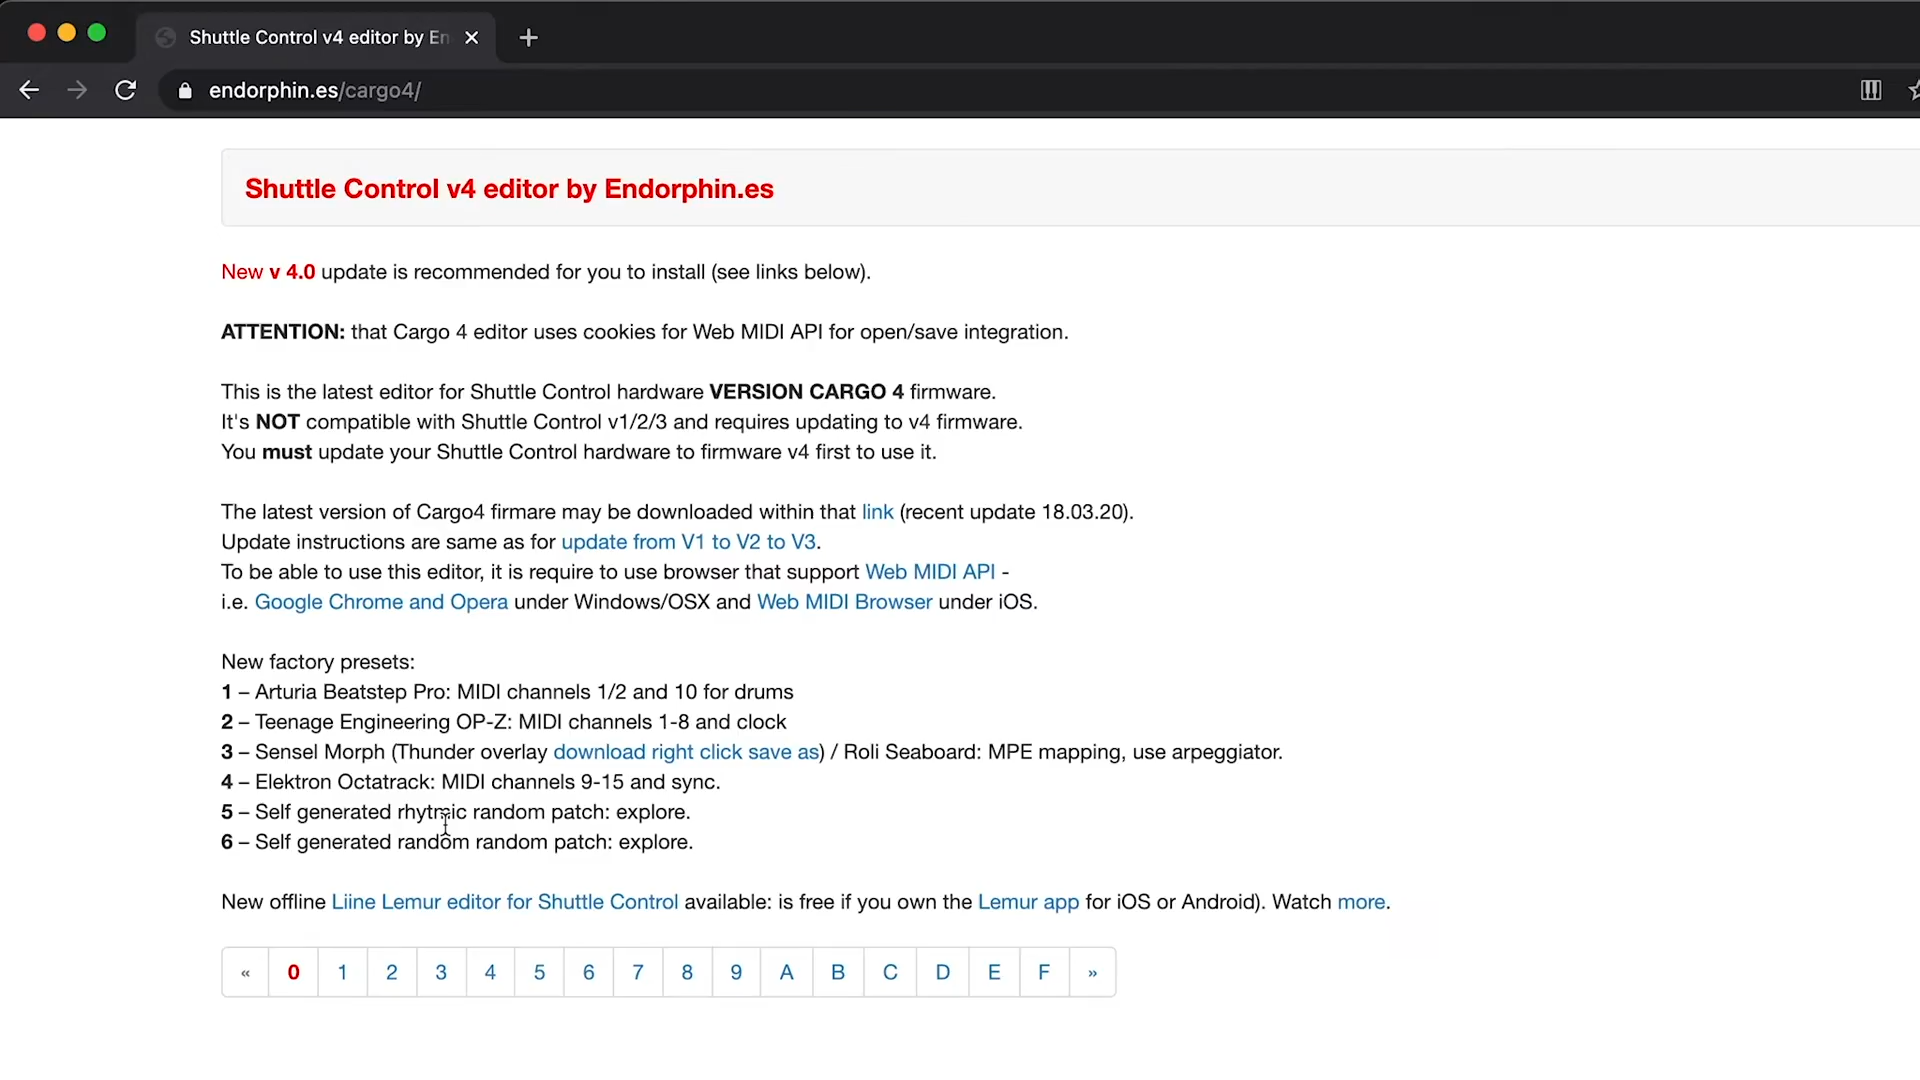 Shuttle Control v4 editor by En
endorphin.es/cargo4/
Shuttle Control v4 editor by Endorphin.es
New v 4.0 update is recommended for you to install (see links below).
ATTENTION: that Cargo 4 editor uses cookies for Web MIDI API for open/save integration.
This is the latest editor for Shuttle Control hardware VERSION CARGO 4 firmware.
It's NOT compatible with Shuttle Control v1/2/3 and requires updating to v4 firmware.
You must update your Shuttle Control hardware to firmware v4 first to use it.
The latest version of Cargo4 firmare may be downloaded within that link (recent update 18.03.20).
Update instructions are same as for update from V1 to V2 to V3.
To be able to use this editor, it is require to use browser that support Web MIDI API -
i.e. Google Chrome and Opera under Windows/OSX and Web MIDI Browser under iOS.
New factory presets:
1 – Arturia Beatstep Pro: MIDI channels 1/2 and 10 for drums
2 – Teenage Engineering OP-Z: MIDI channels 1-8 and clock
3 – Sensel Morph (Thunder overlay download right click save as) / Roli Seaboard: MPE mapping, use arpeggiator.
4 – Elektron Octatrack: MIDI channels 9-15 and sync.
5 – Self generated rhytmic random patch: explore.
6 – Self generated random random patch: explore.
New offline Liine Lemur editor for Shuttle Control available: is free if you own the Lemur app for iOS or Android). Watch more.
« 0 1 2 3 4 5 6 7 8 9 A B C D E F »